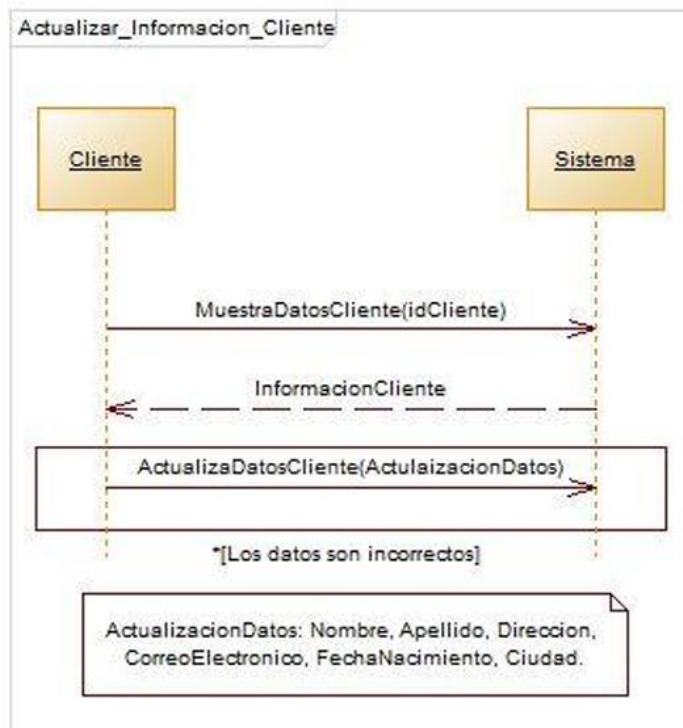 Actualizar_Informacion_Cliente
Cliente
Sistema
MuestraDatosCliente(idCliente)
InformacionCliente
ActualizaDatosCliente(ActulaizacionDatos)
*[Los datos son incorrectos]
ActualizacionDatos: Nombre, Apellido, Direccion,
CorreoElectronico, FechaNacimiento, Ciudad.